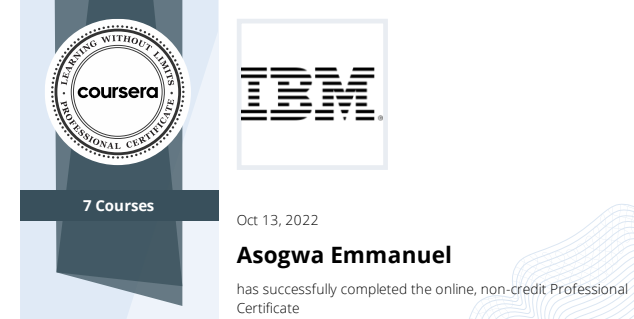 LEARNING WITHOUT LIMITS
coursera
PROFESSIONAL CERTIFICATE
7 Courses
IBM®
Oct 13, 2022
Asogwa Emmanuel
has successfully completed the online, non-credit Professional
Certificate